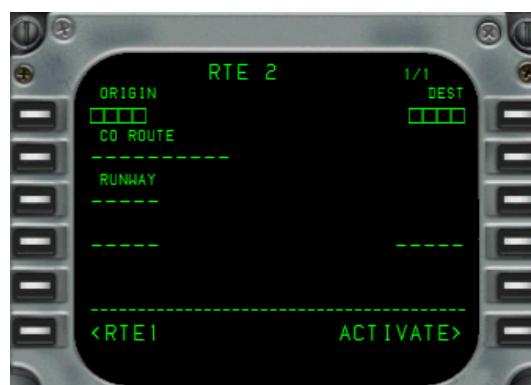 RTE 2 1/1
ORIGIN DEST
□□□□ □□□□
CO ROUTE
----------
RUNWAY
-----
----- -----
<RTE1 ACTIVATE>